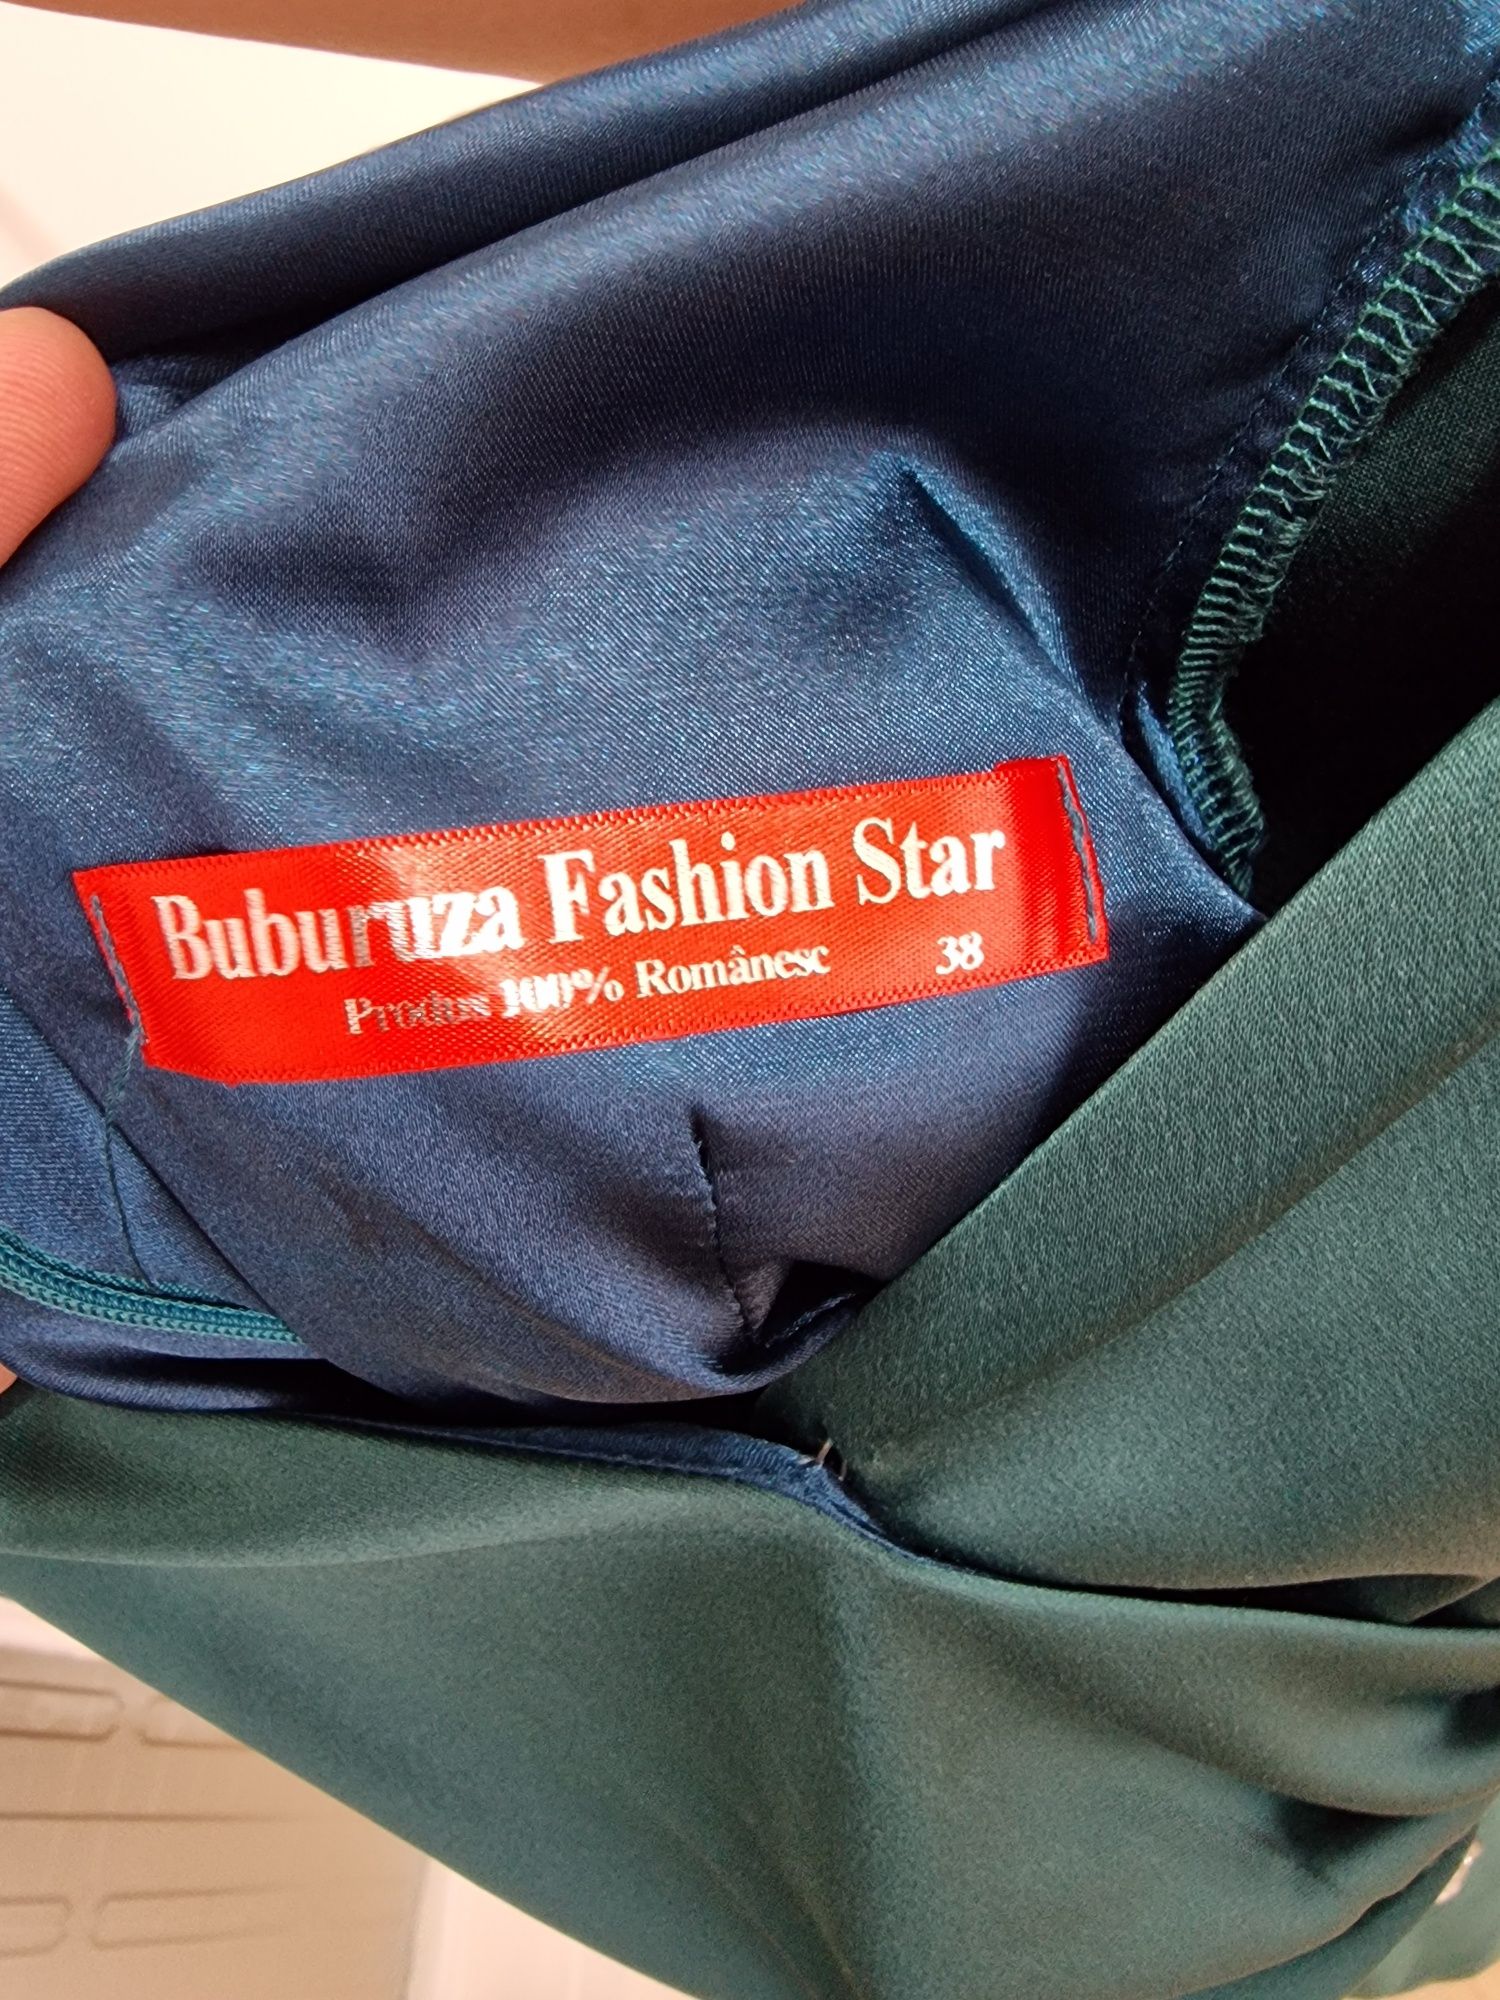 Buburuza Fashion Star
Produs 100% Românesc 38